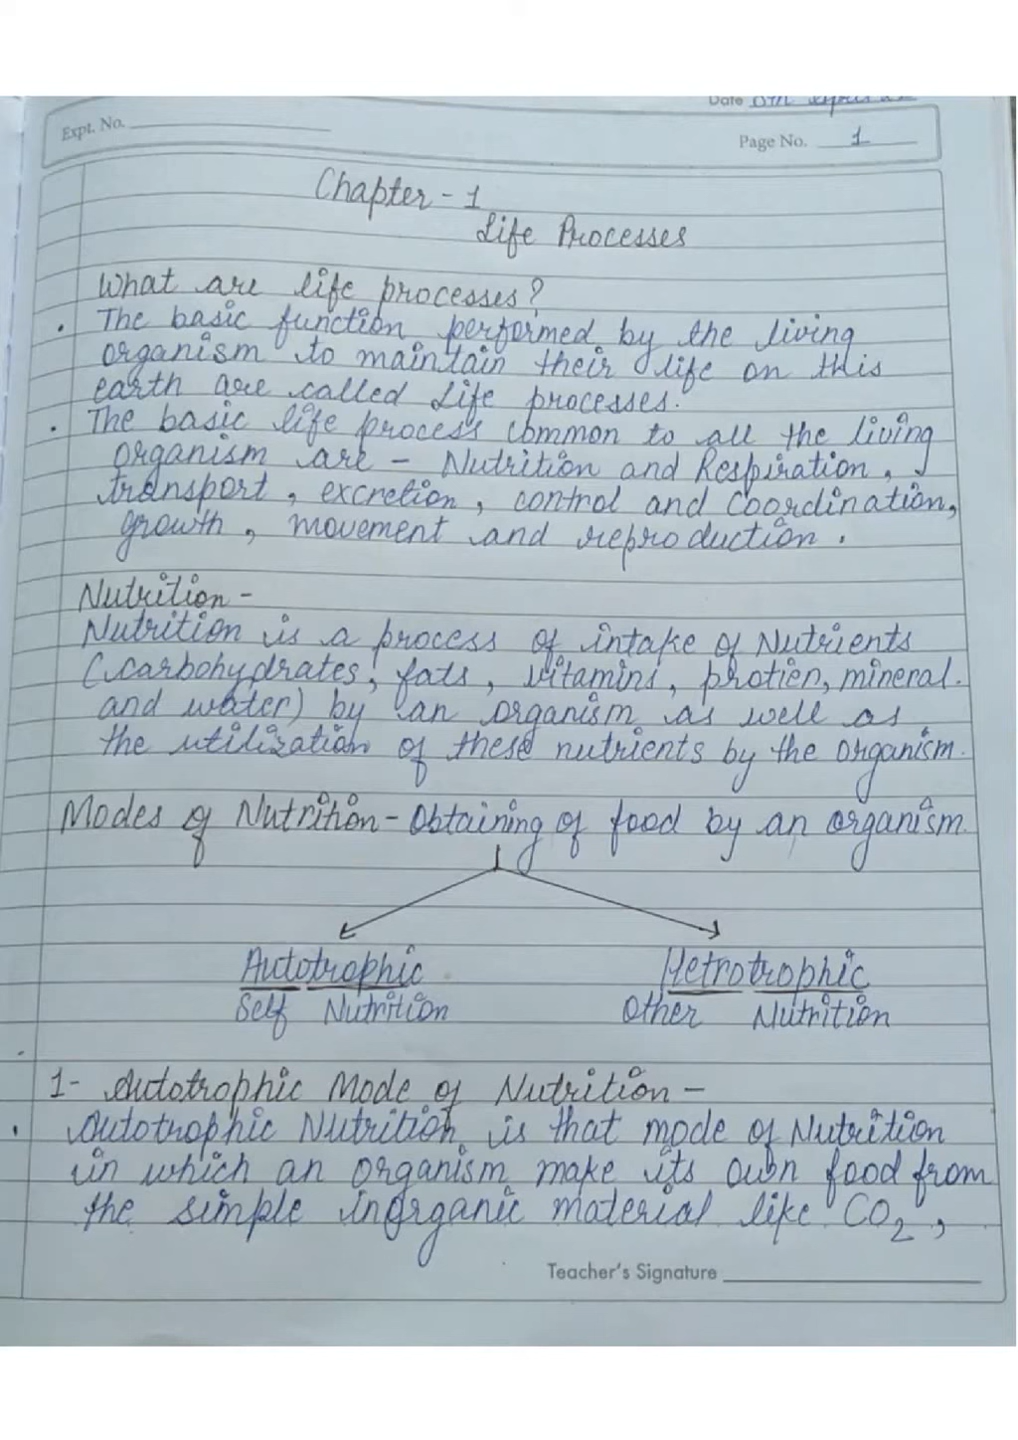 Date
Expt. No.
Page No. 1
Chapter - 1
Life Processes
What are life processes?
. The basic function performed by the living
organism to maintain their life on this
earth are called Life processes.
. The basic life process common to all the living
organism are - Nutrition and Respiration,
transport, excretion, control and Coordination,
growth, movement and reproduction.
Nutrition -
Nutrition is a process of intake of Nutrients
(carbohydrates, fats, vitamins, protien, mineral.
and water) by an organism as well as
the utilization of these nutrients by the organism.
Modes of Nutrition - Obtaining of food by an organism.
Autotrophic Hetrotrophic
Self Nutrition Other Nutrition
1- Autotrophic Mode of Nutrition -
. Autotrophic Nutrition is that mode of Nutrition
in which an organism make its own food from
the simple inorganic material like CO₂,
Teacher's Signature